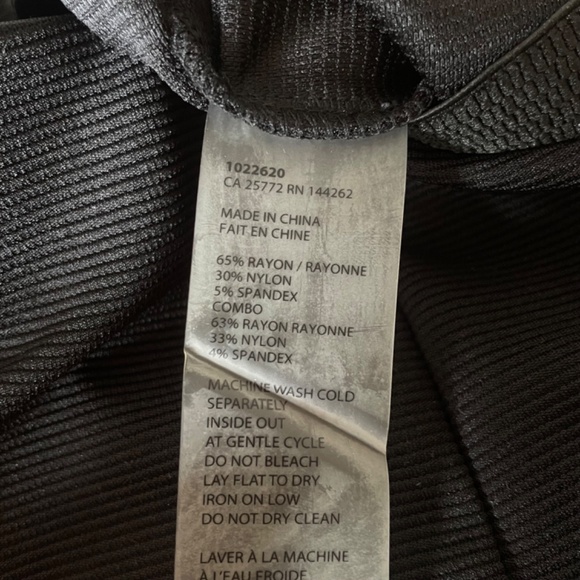 1022620
CA 25772 RN 144262
MADE IN CHINA
FAIT EN CHINE
65% RAYON / RAYONNE
30% NYLON
5% SPANDEX
COMBO
63% RAYON RAYONNE
33% NYLON
4% SPANDEX
MACHINE WASH COLD
SEPARATELY
INSIDE OUT
AT GENTLE CYCLE
DO NOT BLEACH
LAY FLAT TO DRY
IRON ON LOW
DO NOT DRY CLEAN
LAVER À LA MACHINE
À L'EAU FROIDE